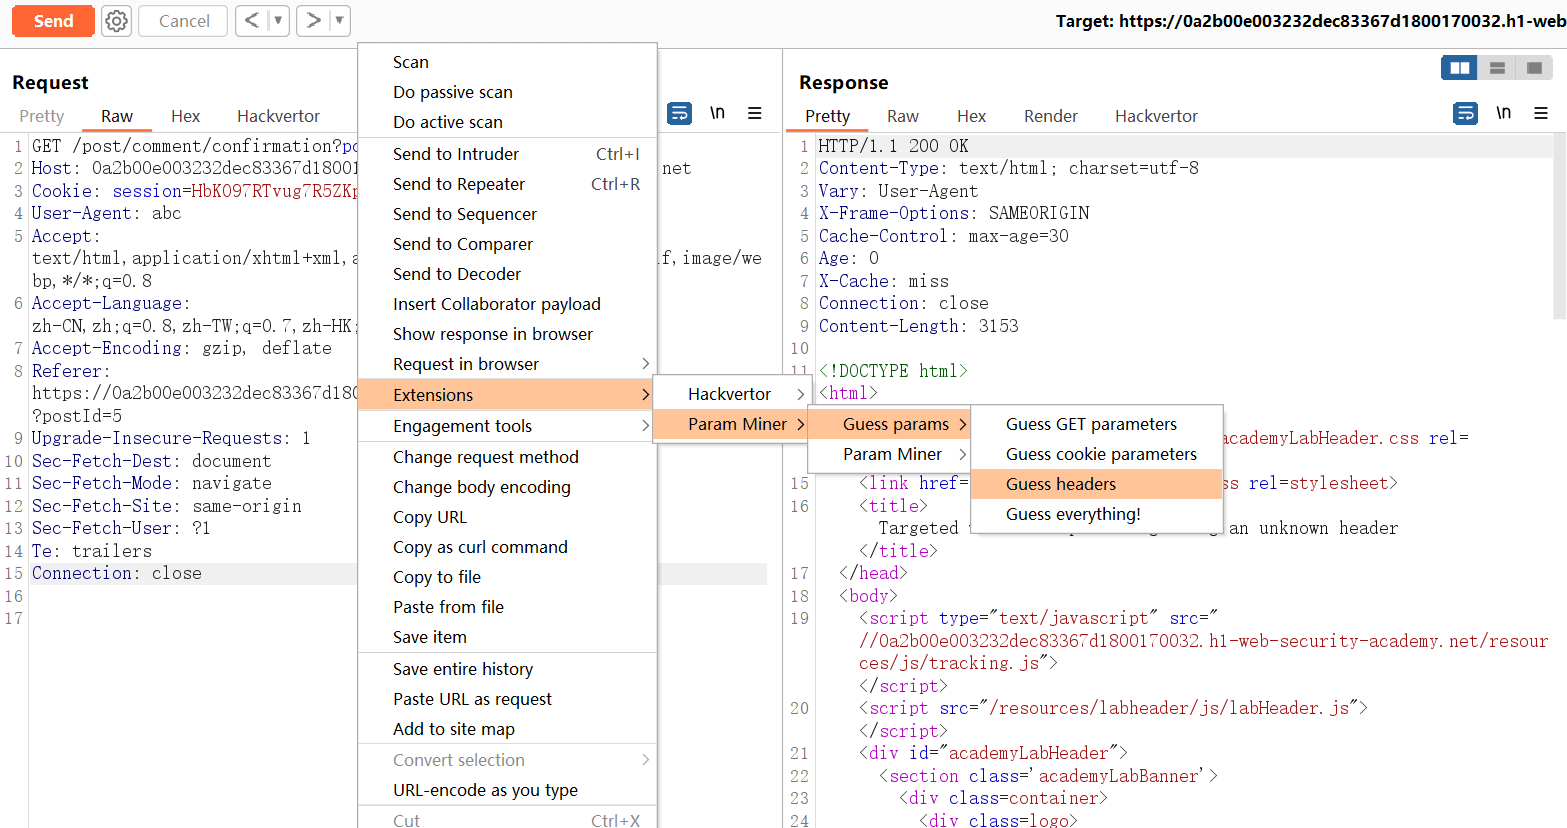 Send
Cancel
Target: https://0a2b00e003232dec83367d1800170032.h1-web
Request
Pretty Raw Hex Hackvertor
\n
1 GET /post/comment/confirmation?po
2 Host: 0a2b00e003232dec83367d1800 net
3 Cookie: session=HbKO97RTvug7R5ZKp
4 User-Agent: abc
5 Accept:
text/html,application/xhtml+xml,a f,image/we
bp,*/*;q=0.8
6 Accept-Language:
zh-CN,zh;q=0.8,zh-TW;q=0.7,zh-HK;
7 Accept-Encoding: gzip, deflate
8 Referer:
https://0a2b00e003232dec83367d180
?postId=5
9 Upgrade-Insecure-Requests: 1
10 Sec-Fetch-Dest: document
11 Sec-Fetch-Mode: navigate
12 Sec-Fetch-Site: same-origin
13 Sec-Fetch-User: ?1
14 Te: trailers
15 Connection: close
16
17
Scan
Do passive scan
Do active scan
Send to Intruder Ctrl+I
Send to Repeater Ctrl+R
Send to Sequencer
Send to Comparer
Send to Decoder
Insert Collaborator payload
Show response in browser
Request in browser
Extensions
Engagement tools
Change request method
Change body encoding
Copy URL
Copy as curl command
Copy to file
Paste from file
Save item
Save entire history
Paste URL as request
Add to site map
Convert selection
URL-encode as you type
Cut Ctrl+X
Hackvertor
Param Miner
Guess params
Param Miner
Guess GET parameters
Guess cookie parameters
Guess headers
Guess everything!
Response
Pretty Raw Hex Render Hackvertor
\n
1 HTTP/1.1 200 OK
2 Content-Type: text/html; charset=utf-8
3 Vary: User-Agent
4 X-Frame-Options: SAMEORIGIN
5 Cache-Control: max-age=30
6 Age: 0
7 X-Cache: miss
8 Connection: close
9 Content-Length: 3153
10
11 <!DOCTYPE html>
<html>
academyLabHeader.css rel=
15 <link href= ss rel=stylesheet>
16 <title>
Targeted an unknown header
</title>
17 </head>
18 <body>
19 <script type="text/javascript" src="
//0a2b00e003232dec83367d1800170032.h1-web-security-academy.net/resour
ces/js/tracking.js">
</script>
20 <script src="/resources/labheader/js/labHeader.js">
</script>
21 <div id="academyLabHeader">
22 <section class='academyLabBanner'>
23 <div class=container>
24 <div class=logo>